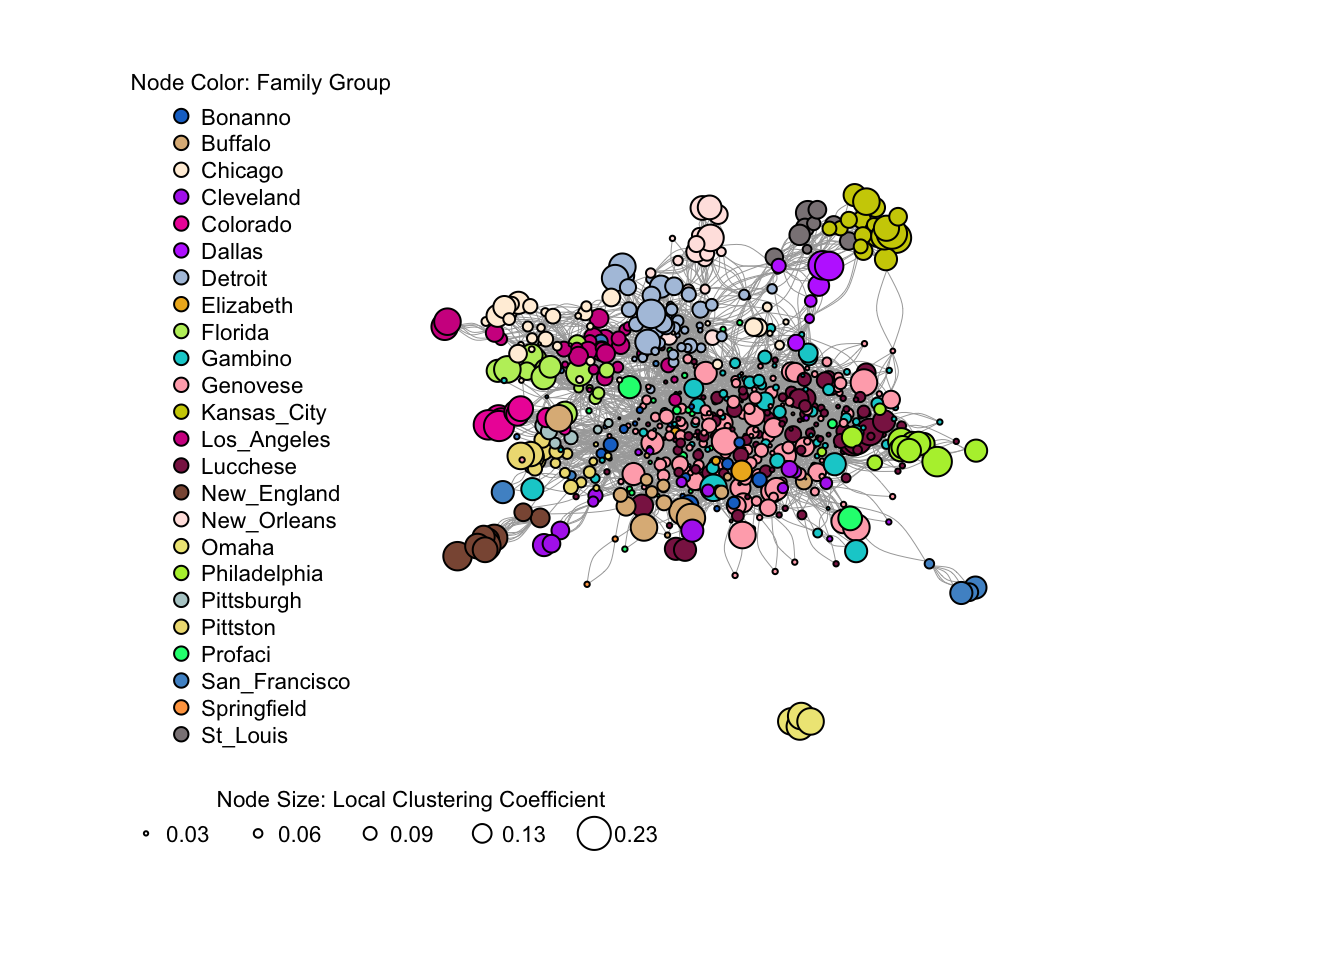 Node Color: Family Group
Bonanno
Buffalo
Chicago
Cleveland
Colorado
Dallas
Detroit
Elizabeth
Florida
Gambino
Genovese
Kansas_City
Los_Angeles
Lucchese
New_England
New_Orleans
Omaha
Philadelphia
Pittsburgh
Pittston
Profaci
San_Francisco
Springfield
St_Louis
Node Size: Local Clustering Coefficient
0.03 0.06 0.09 0.13 0.23